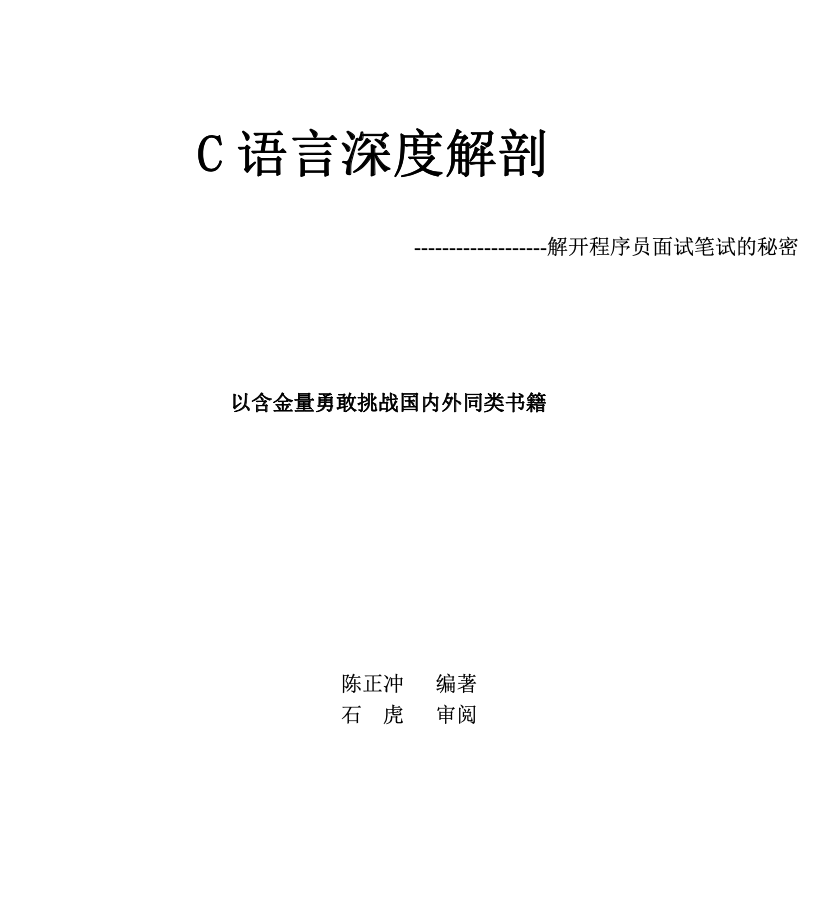 C 语言深度解剖
-------------------解开程序员面试笔试的秘密
以含金量勇敢挑战国内外同类书籍
陈正冲 编著
石 虎 审阅